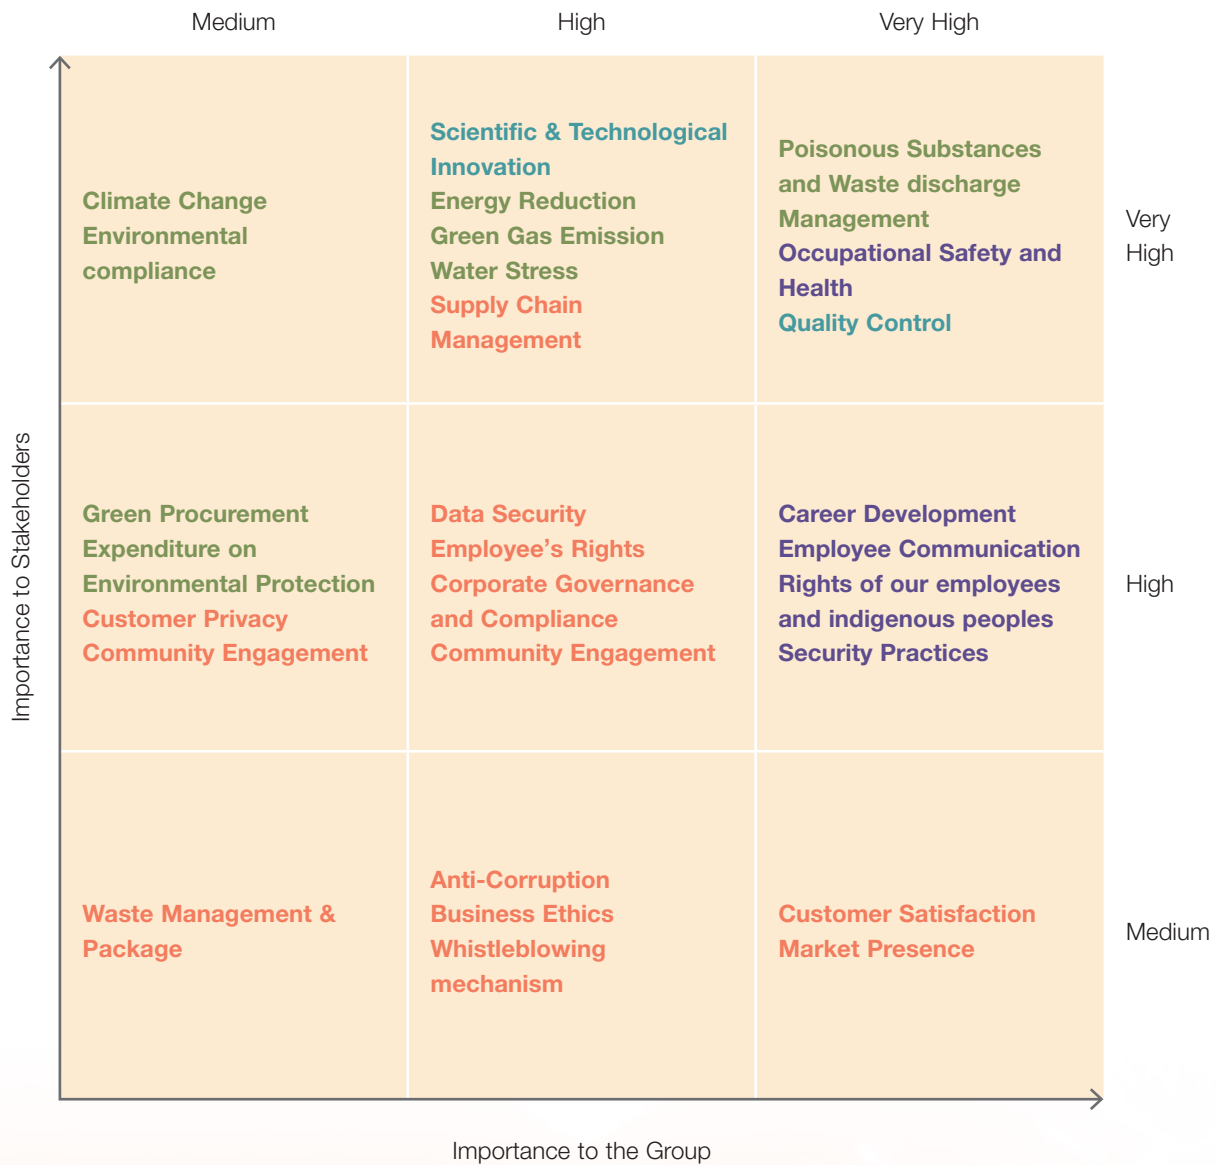 Medium
High
Very High
Climate Change
Environmental
compliance
Scientific & Technological
Innovation
Energy Reduction
Green Gas Emission
Water Stress
Supply Chain
Management
Poisonous Substances
and Waste discharge
Management
Occupational Safety and
Health
Quality Control
Very
High
Importance to Stakeholders
Green Procurement
Expenditure on
Environmental Protection
Customer Privacy
Community Engagement
Data Security
Employee’s Rights
Corporate Governance
and Compliance
Community Engagement
Career Development
Employee Communication
Rights of our employees
and indigenous peoples
Security Practices
High
Waste Management &
Package
Anti-Corruption
Business Ethics
Whistleblowing
mechanism
Customer Satisfaction
Market Presence
Medium
Importance to the Group